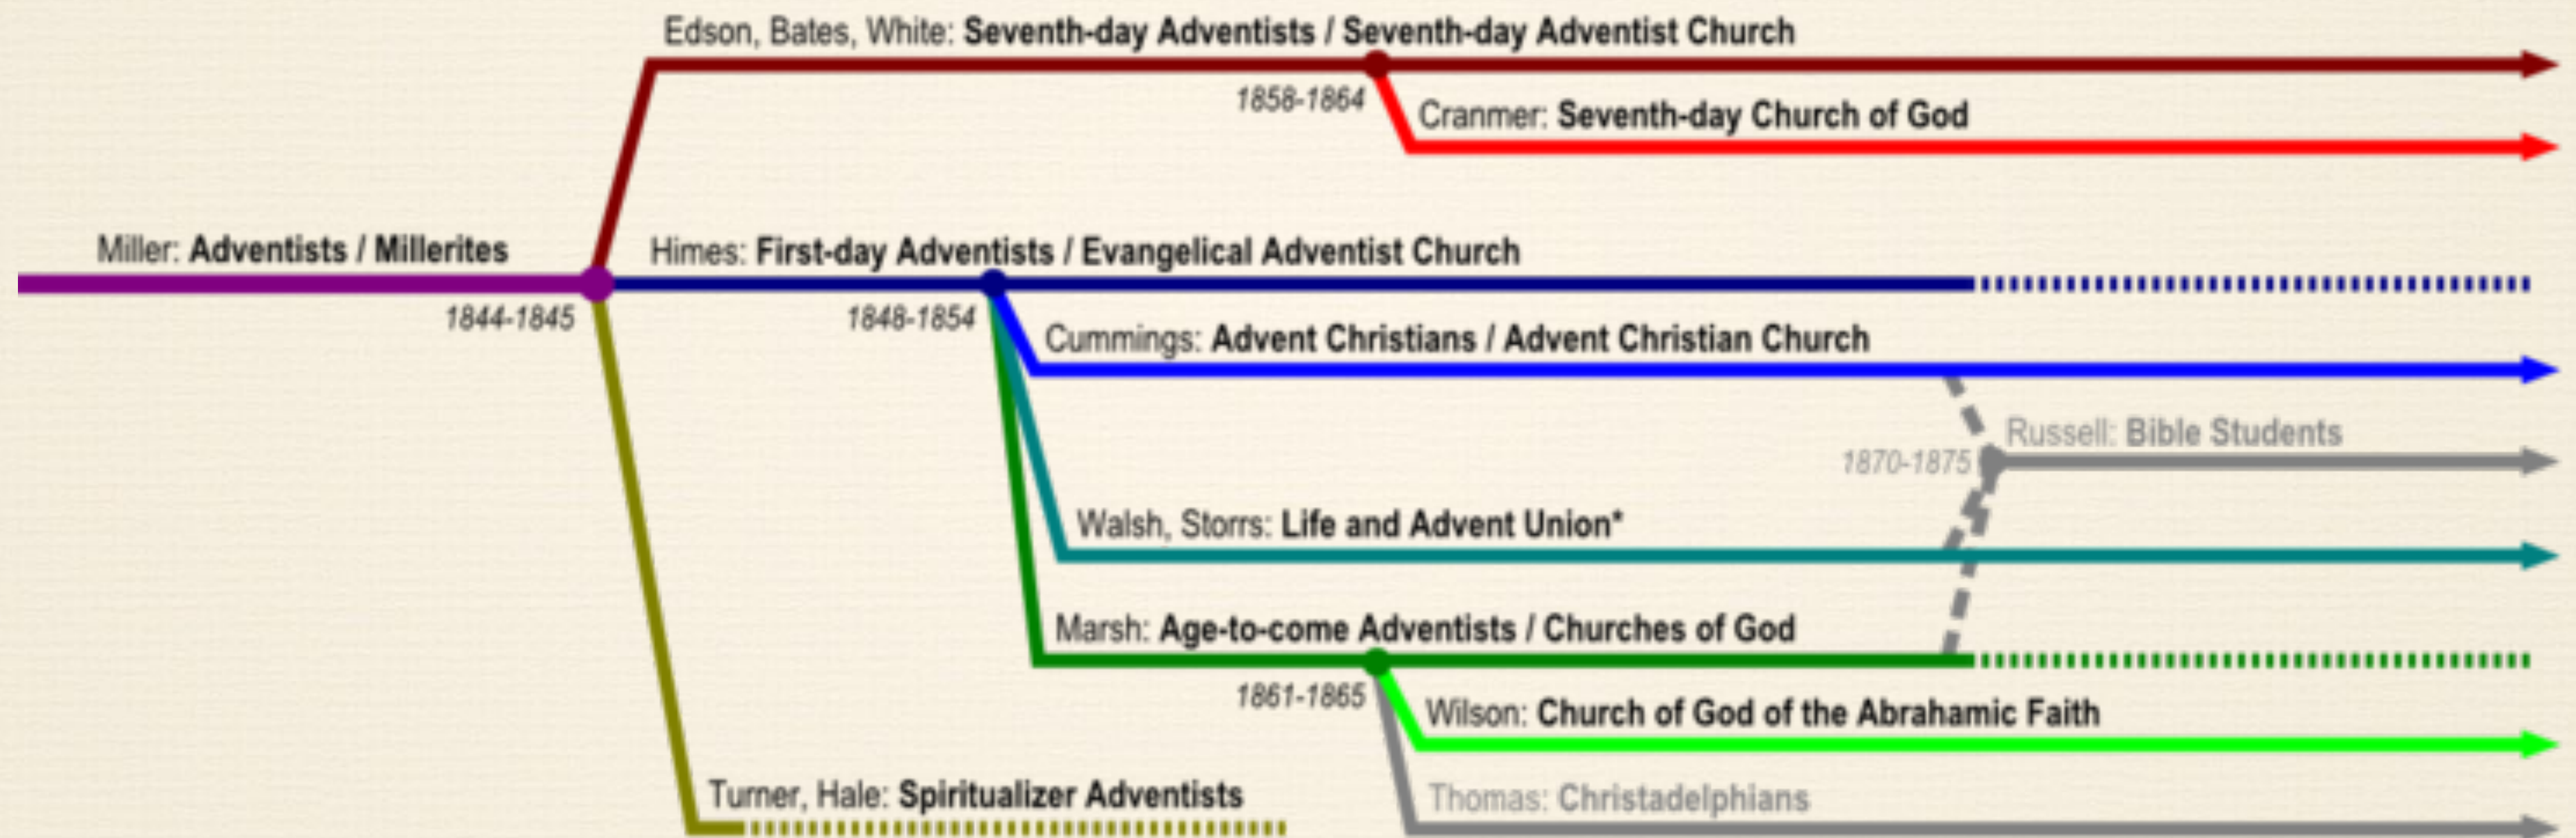 Edson, Bates, White: Seventh-day Adventists / Seventh-day Adventist Church
1858-1864
Cranmer: Seventh-day Church of God
Miller: Adventists / Millerites
1844-1845
Himes: First-day Adventists / Evangelical Adventist Church
1848-1854
Cummings: Advent Christians / Advent Christian Church
Russell: Bible Students
1870-1875
Walsh, Storrs: Life and Advent Union*
Marsh: Age-to-come Adventists / Churches of God
1861-1865
Wilson: Church of God of the Abrahamic Faith
Turner, Hale: Spiritualizer Adventists
Thomas: Christadelphians